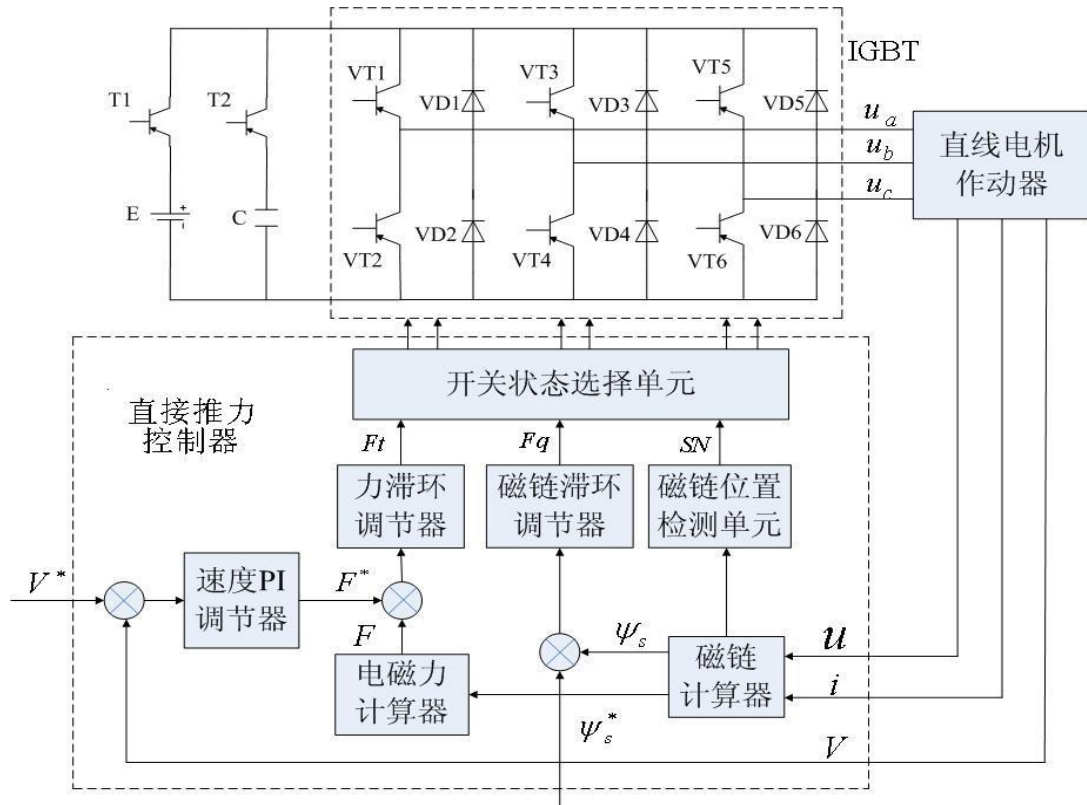 IGBT
VT1
VT3
VT5
T1
T2
VD1
VD3
VD5
u_a
u_b
u_c
直线电机
作动器
E
+
-
C
VT2
VD2
VT4
VD4
VT6
VD6
开关状态选择单元
直接推力
控制器
Ft
Fq
SN
力滞环
调节器
磁链滞环
调节器
磁链位置
检测单元
V*
速度PI
调节器
F*
F
电磁力
计算器
ψ_s
磁链
计算器
u
i
ψ_s*
V